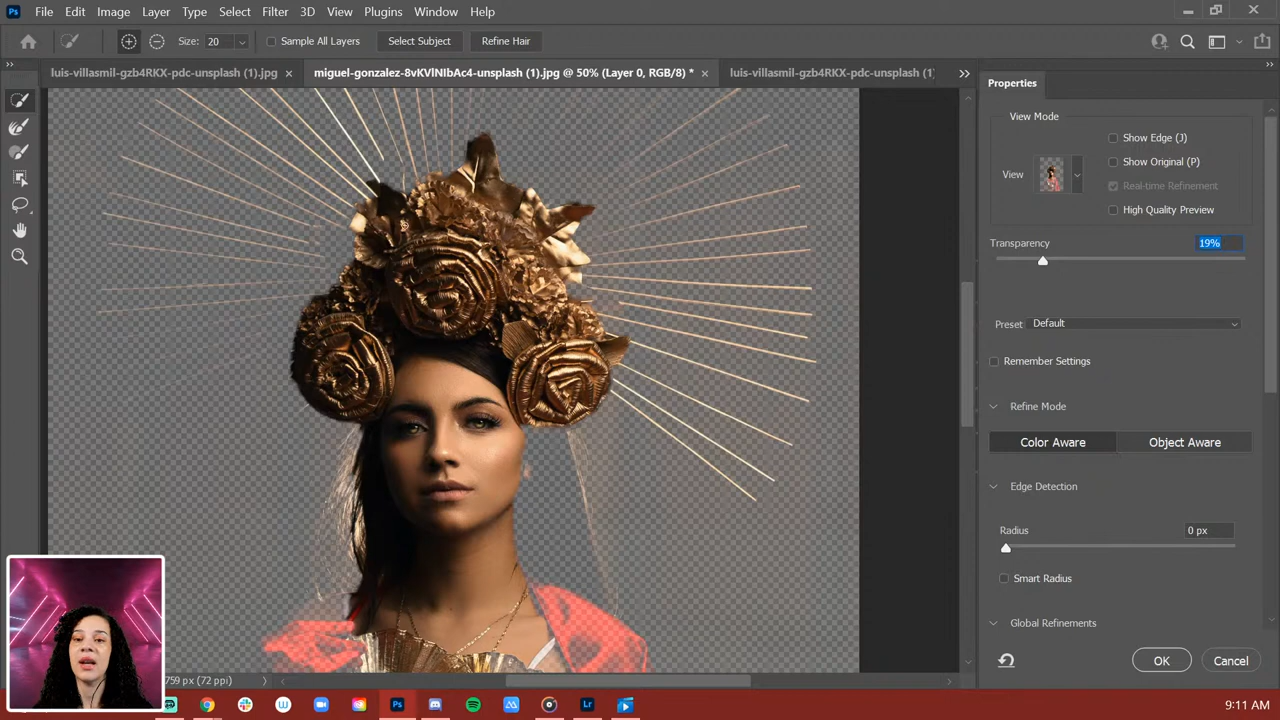 Ps File Edit Image Layer Type Select Filter 3D View Plugins Window Help
Size: 20 Sample All Layers Select Subject Refine Hair
luis-villasmil-gzb4RKX-pdc-unsplash (1).jpg × miguel-gonzalez-8vKVlNIbAc4-unsplash (1).jpg @ 50% (Layer 0, RGB/8) * × luis-villasmil-gzb4RKX-pdc-unsplash (1)
Properties
View Mode
Show Edge (J)
View
Show Original (P)
Real-time Refinement
High Quality Preview
Transparency 19%
Preset Default
Remember Settings
Refine Mode
Color Aware Object Aware
Edge Detection
Radius 0 px
Smart Radius
Global Refinements
OK Cancel
759 px (72 ppi)
W Ps Lr
9:11 AM